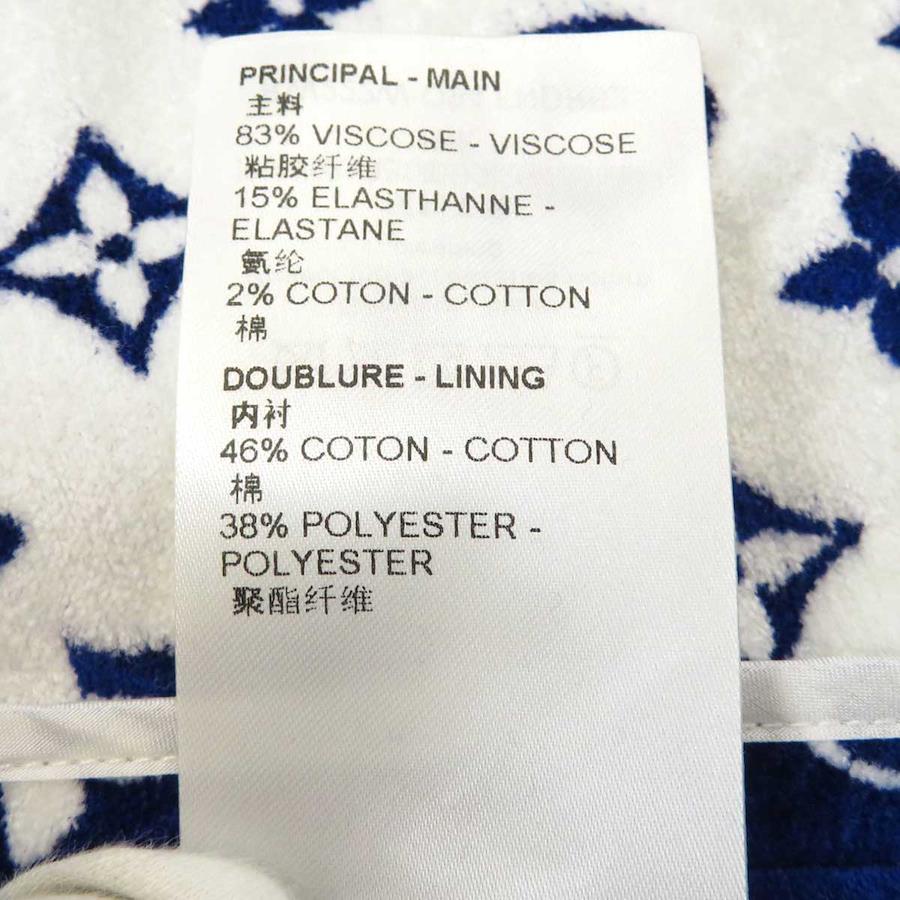 PRINCIPAL - MAIN
主料
83% VISCOSE - VISCOSE
粘胶纤维
15% ELASTHANNE -
ELASTANE
氨纶
2% COTON - COTTON
棉
DOUBLURE - LINING
内衬
46% COTON - COTTON
棉
38% POLYESTER -
POLYESTER
聚酯纤维